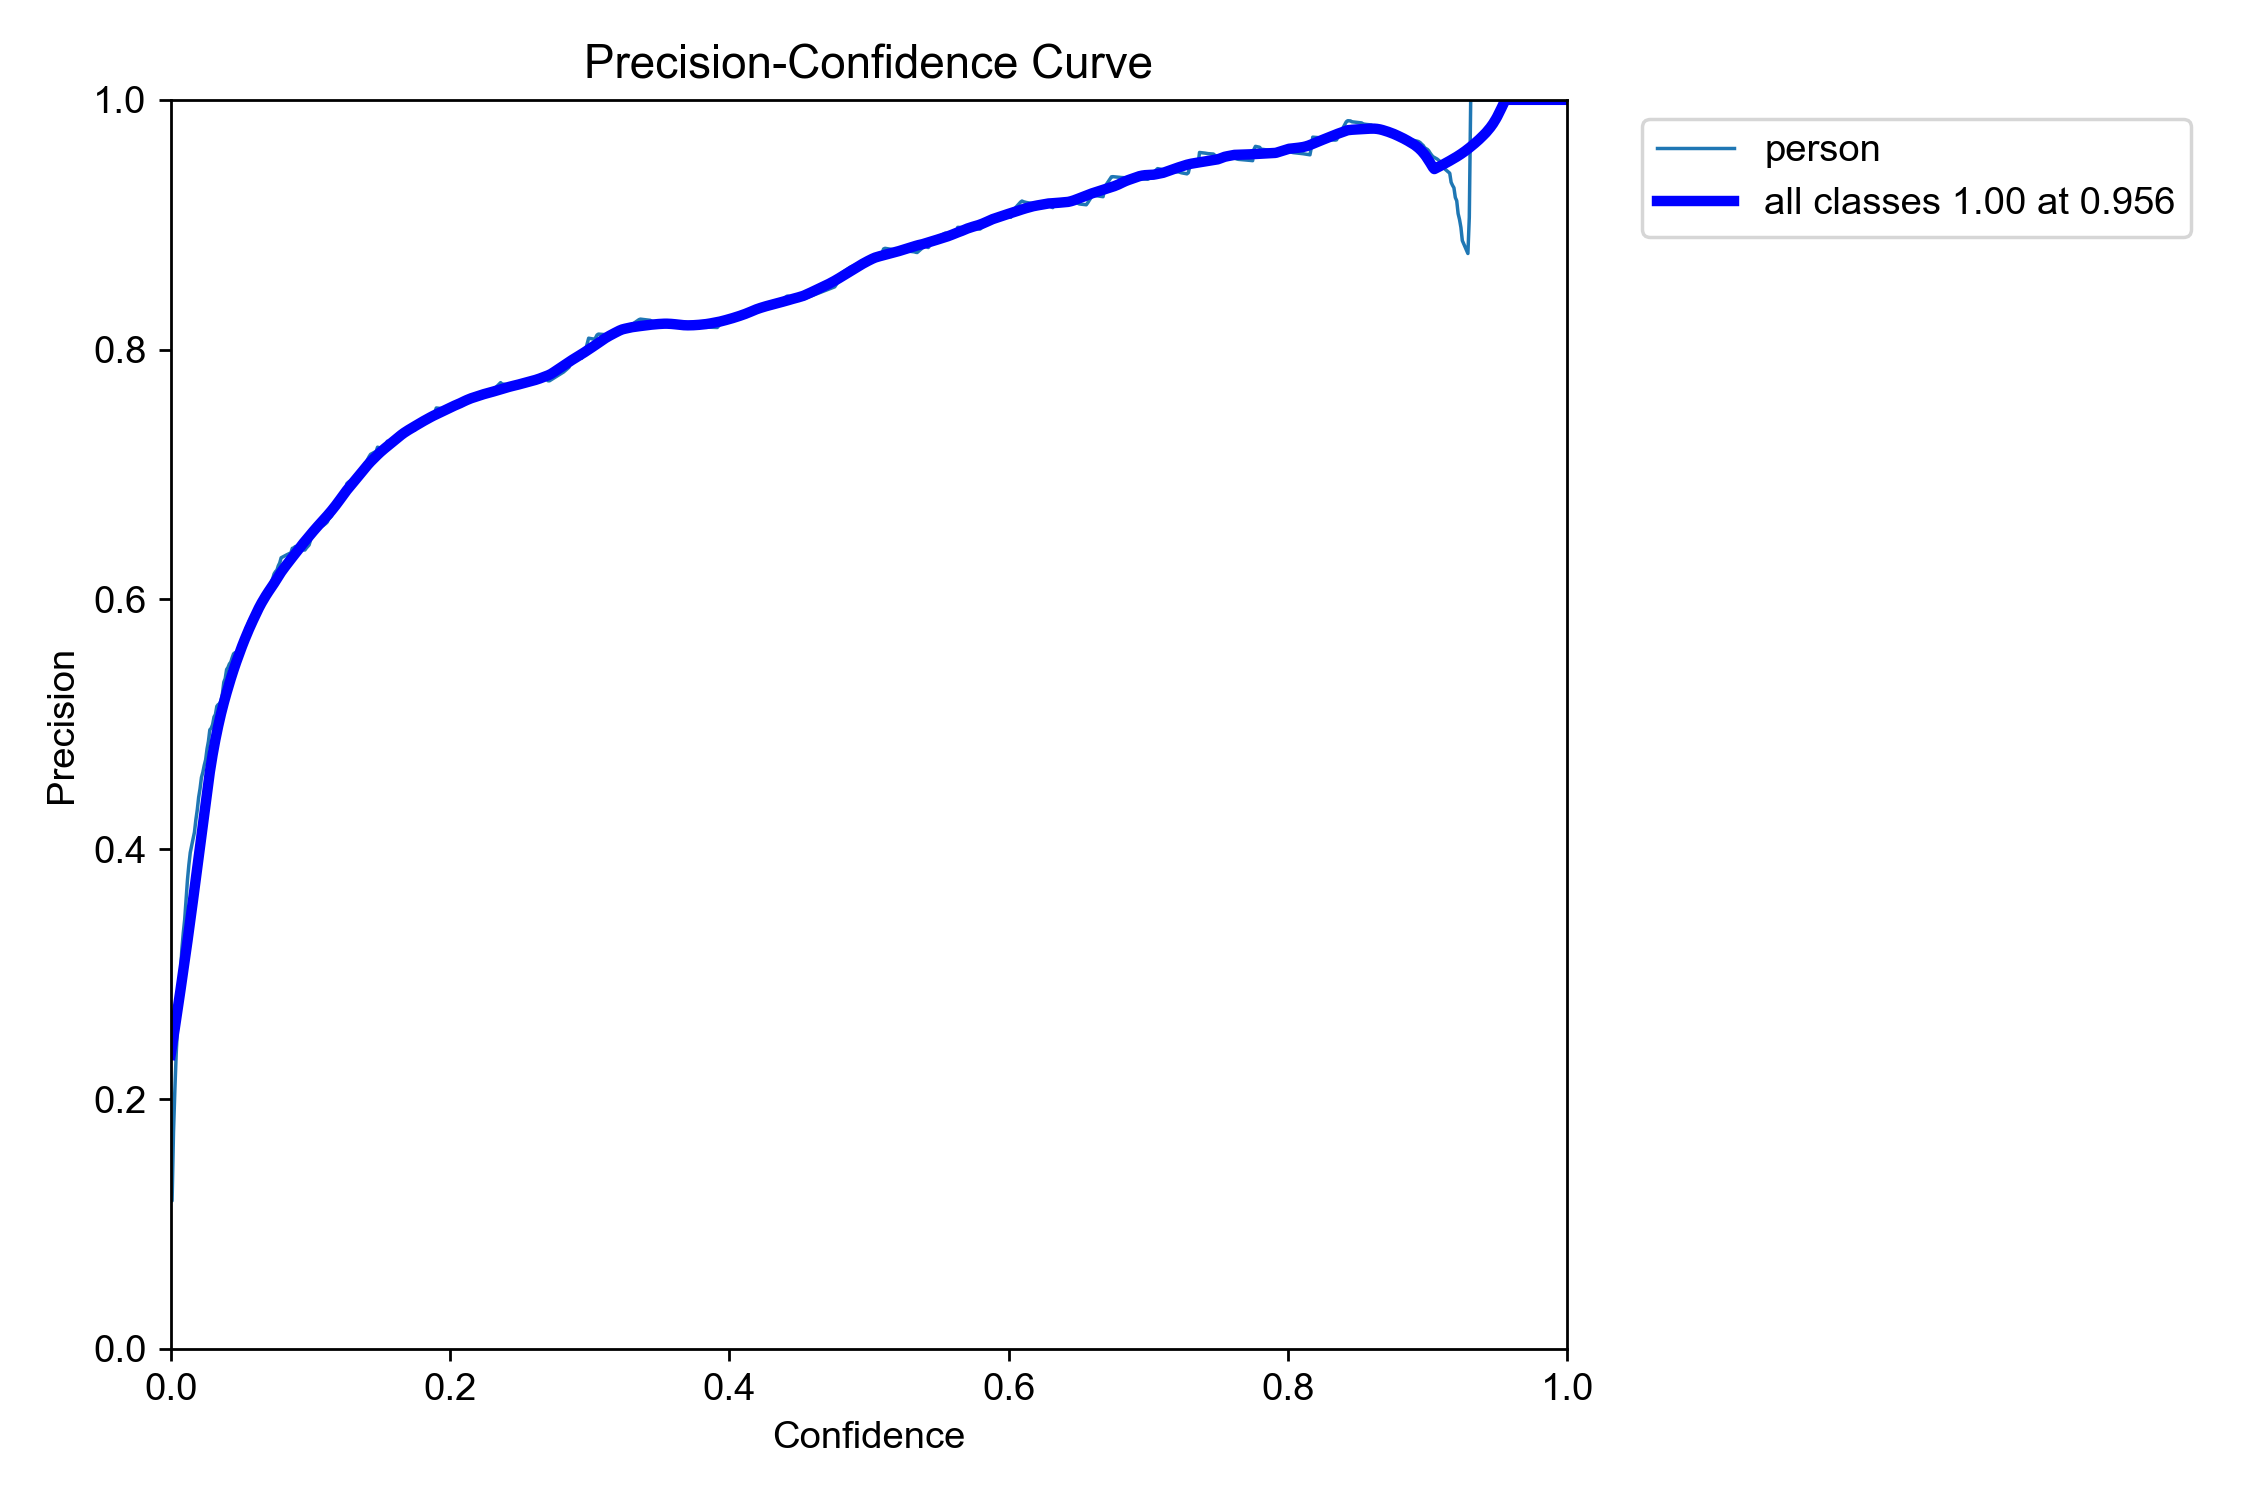 Precision-Confidence Curve
1.0
0.8
0.6
0.4
0.2
0.0
Precision
0.0 0.2 0.4 0.6 0.8 1.0
Confidence
person
all classes 1.00 at 0.956